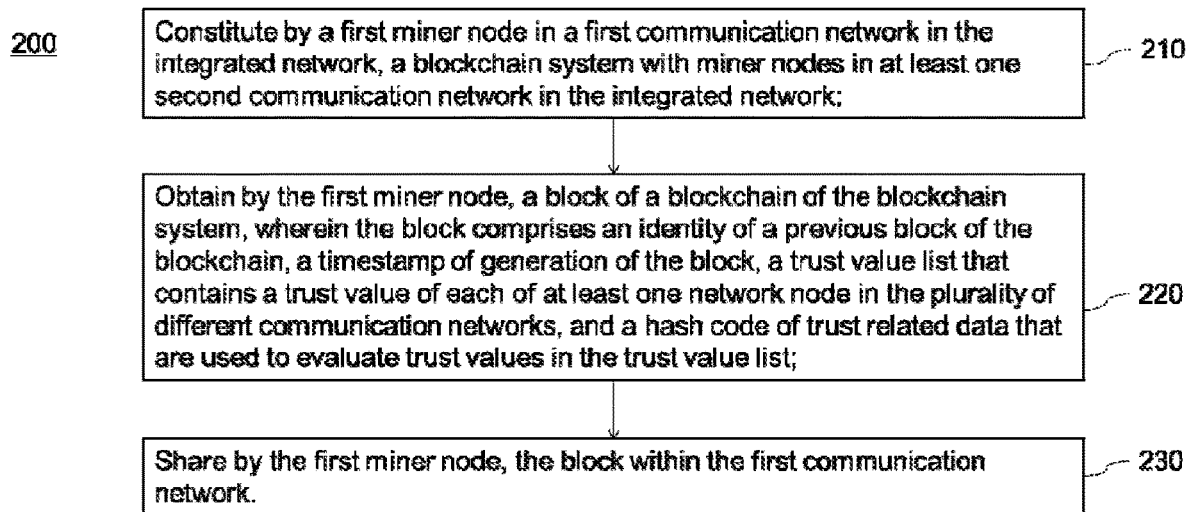 200
Constitute by a first miner node in a first communication network in the
integrated network, a blockchain system with miner nodes in at least one
second communication network in the integrated network;
210
Obtain by the first miner node, a block of a blockchain of the blockchain
system, wherein the block comprises an identity of a previous block of the
blockchain, a timestamp of generation of the block, a trust value list that
contains a trust value of each of at least one network node in the plurality of
different communication networks, and a hash code of trust related data that
are used to evaluate trust values in the trust value list;
220
Share by the first miner node, the block within the first communication
network.
230